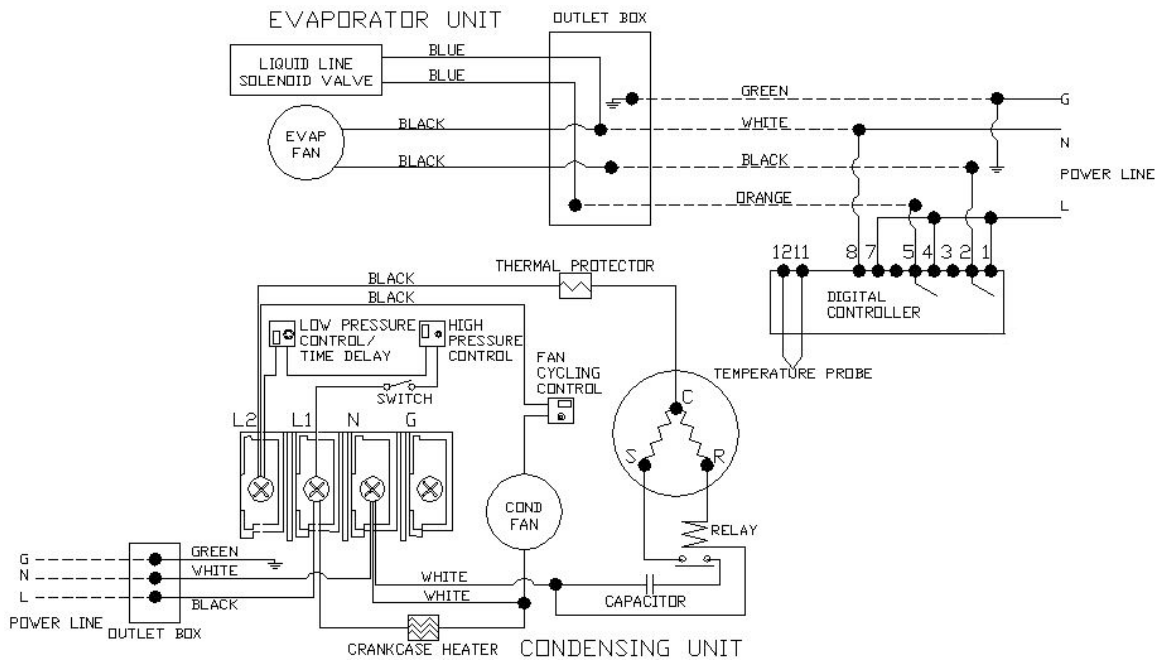 EVAPORATOR UNIT
OUTLET BOX
LIQUID LINE
SOLENOID VALVE
BLUE
BLUE
EVAP
FAN
BLACK
BLACK
GREEN
WHITE
BLACK
ORANGE
G
N
POWER LINE
L
12 11 8 7 5 4 3 2 1
DIGITAL
CONTROLLER
TEMPERATURE PROBE
THERMAL PROTECTOR
BLACK
BLACK
LOW PRESSURE
CONTROL/
TIME DELAY
HIGH
PRESSURE
CONTROL
SWITCH
FAN
CYCLING
CONTROL
L2 L1 N G
C
S
R
COND
FAN
RELAY
G
N
L
GREEN
WHITE
BLACK
POWER LINE
OUTLET BOX
WHITE
WHITE
CAPACITOR
CRANKCASE HEATER
CONDENSING UNIT